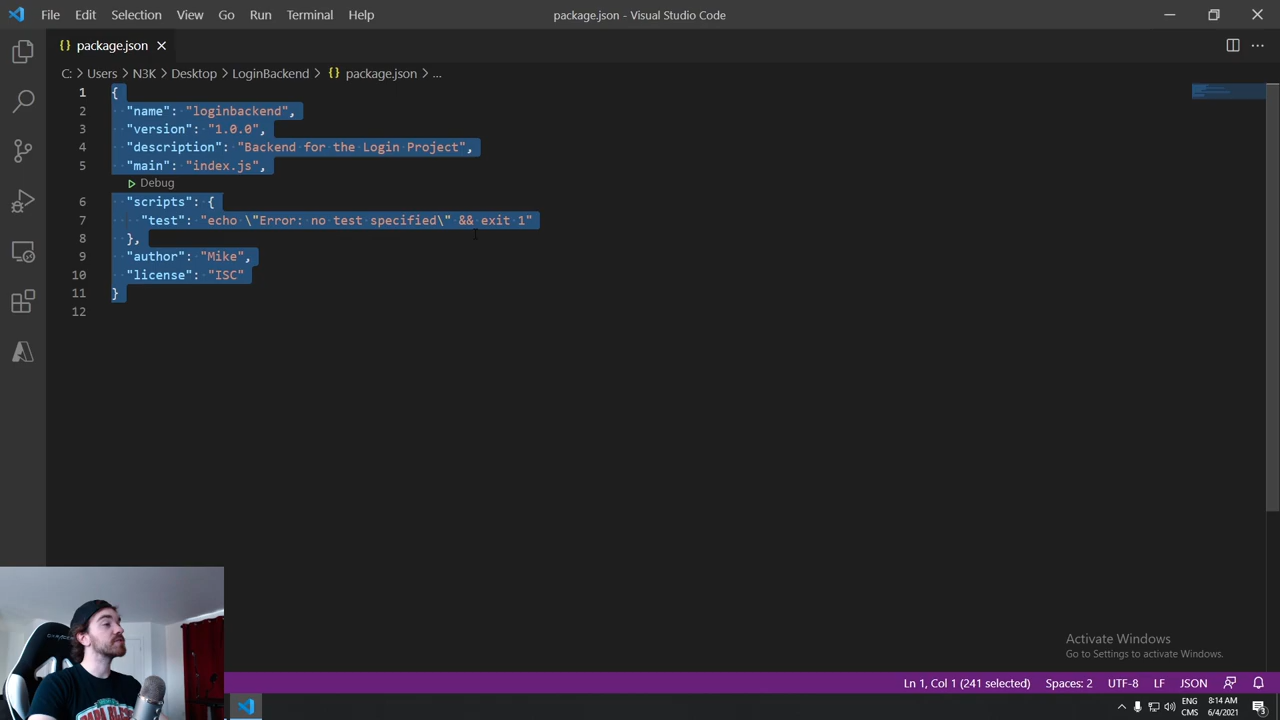 File Edit Selection View Go Run Terminal Help package.json - Visual Studio Code
{} package.json
C: > Users > N3K > Desktop > LoginBackend > {} package.json > ...
1 {
2 "name": "loginbackend",
3 "version": "1.0.0",
4 "description": "Backend for the Login Project",
5 "main": "index.js",
Debug
6 "scripts": {
7 "test": "echo \"Error: no test specified\" && exit 1"
8 },
9 "author": "Mike",
10 "license": "ISC"
11 }
12
Activate Windows
Go to Settings to activate Windows.
Ln 1, Col 1 (241 selected) Spaces: 2 UTF-8 LF JSON
ENG 8:14 AM
CMS 6/4/2021